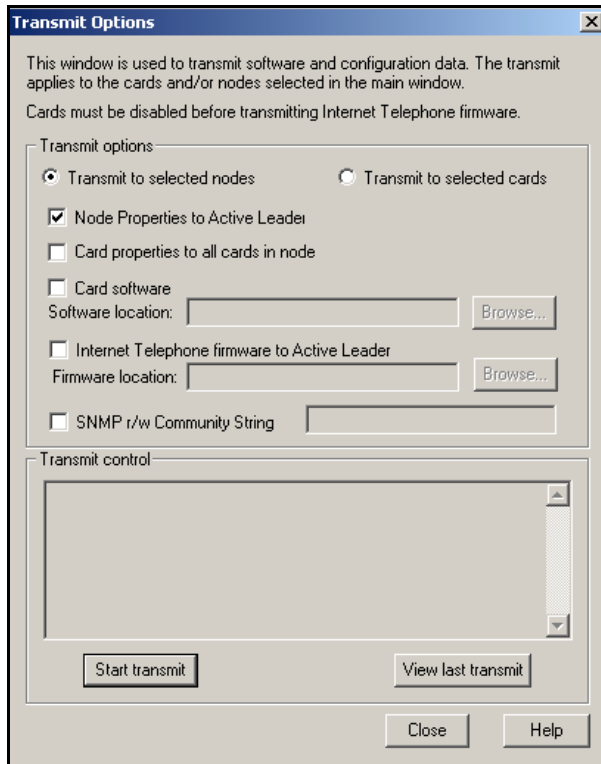 Transmit Options
This window is used to transmit software and configuration data. The transmit
applies to the cards and/or nodes selected in the main window.
Cards must be disabled before transmitting Internet Telephone firmware.
Transmit options
Transmit to selected nodes
Transmit to selected cards
Node Properties to Active Leader
Card properties to all cards in node
Card software
Software location:
Browse...
Internet Telephone firmware to Active Leader
Firmware location:
Browse...
SNMP r/w Community String
Transmit control
Start transmit
View last transmit
Close
Help